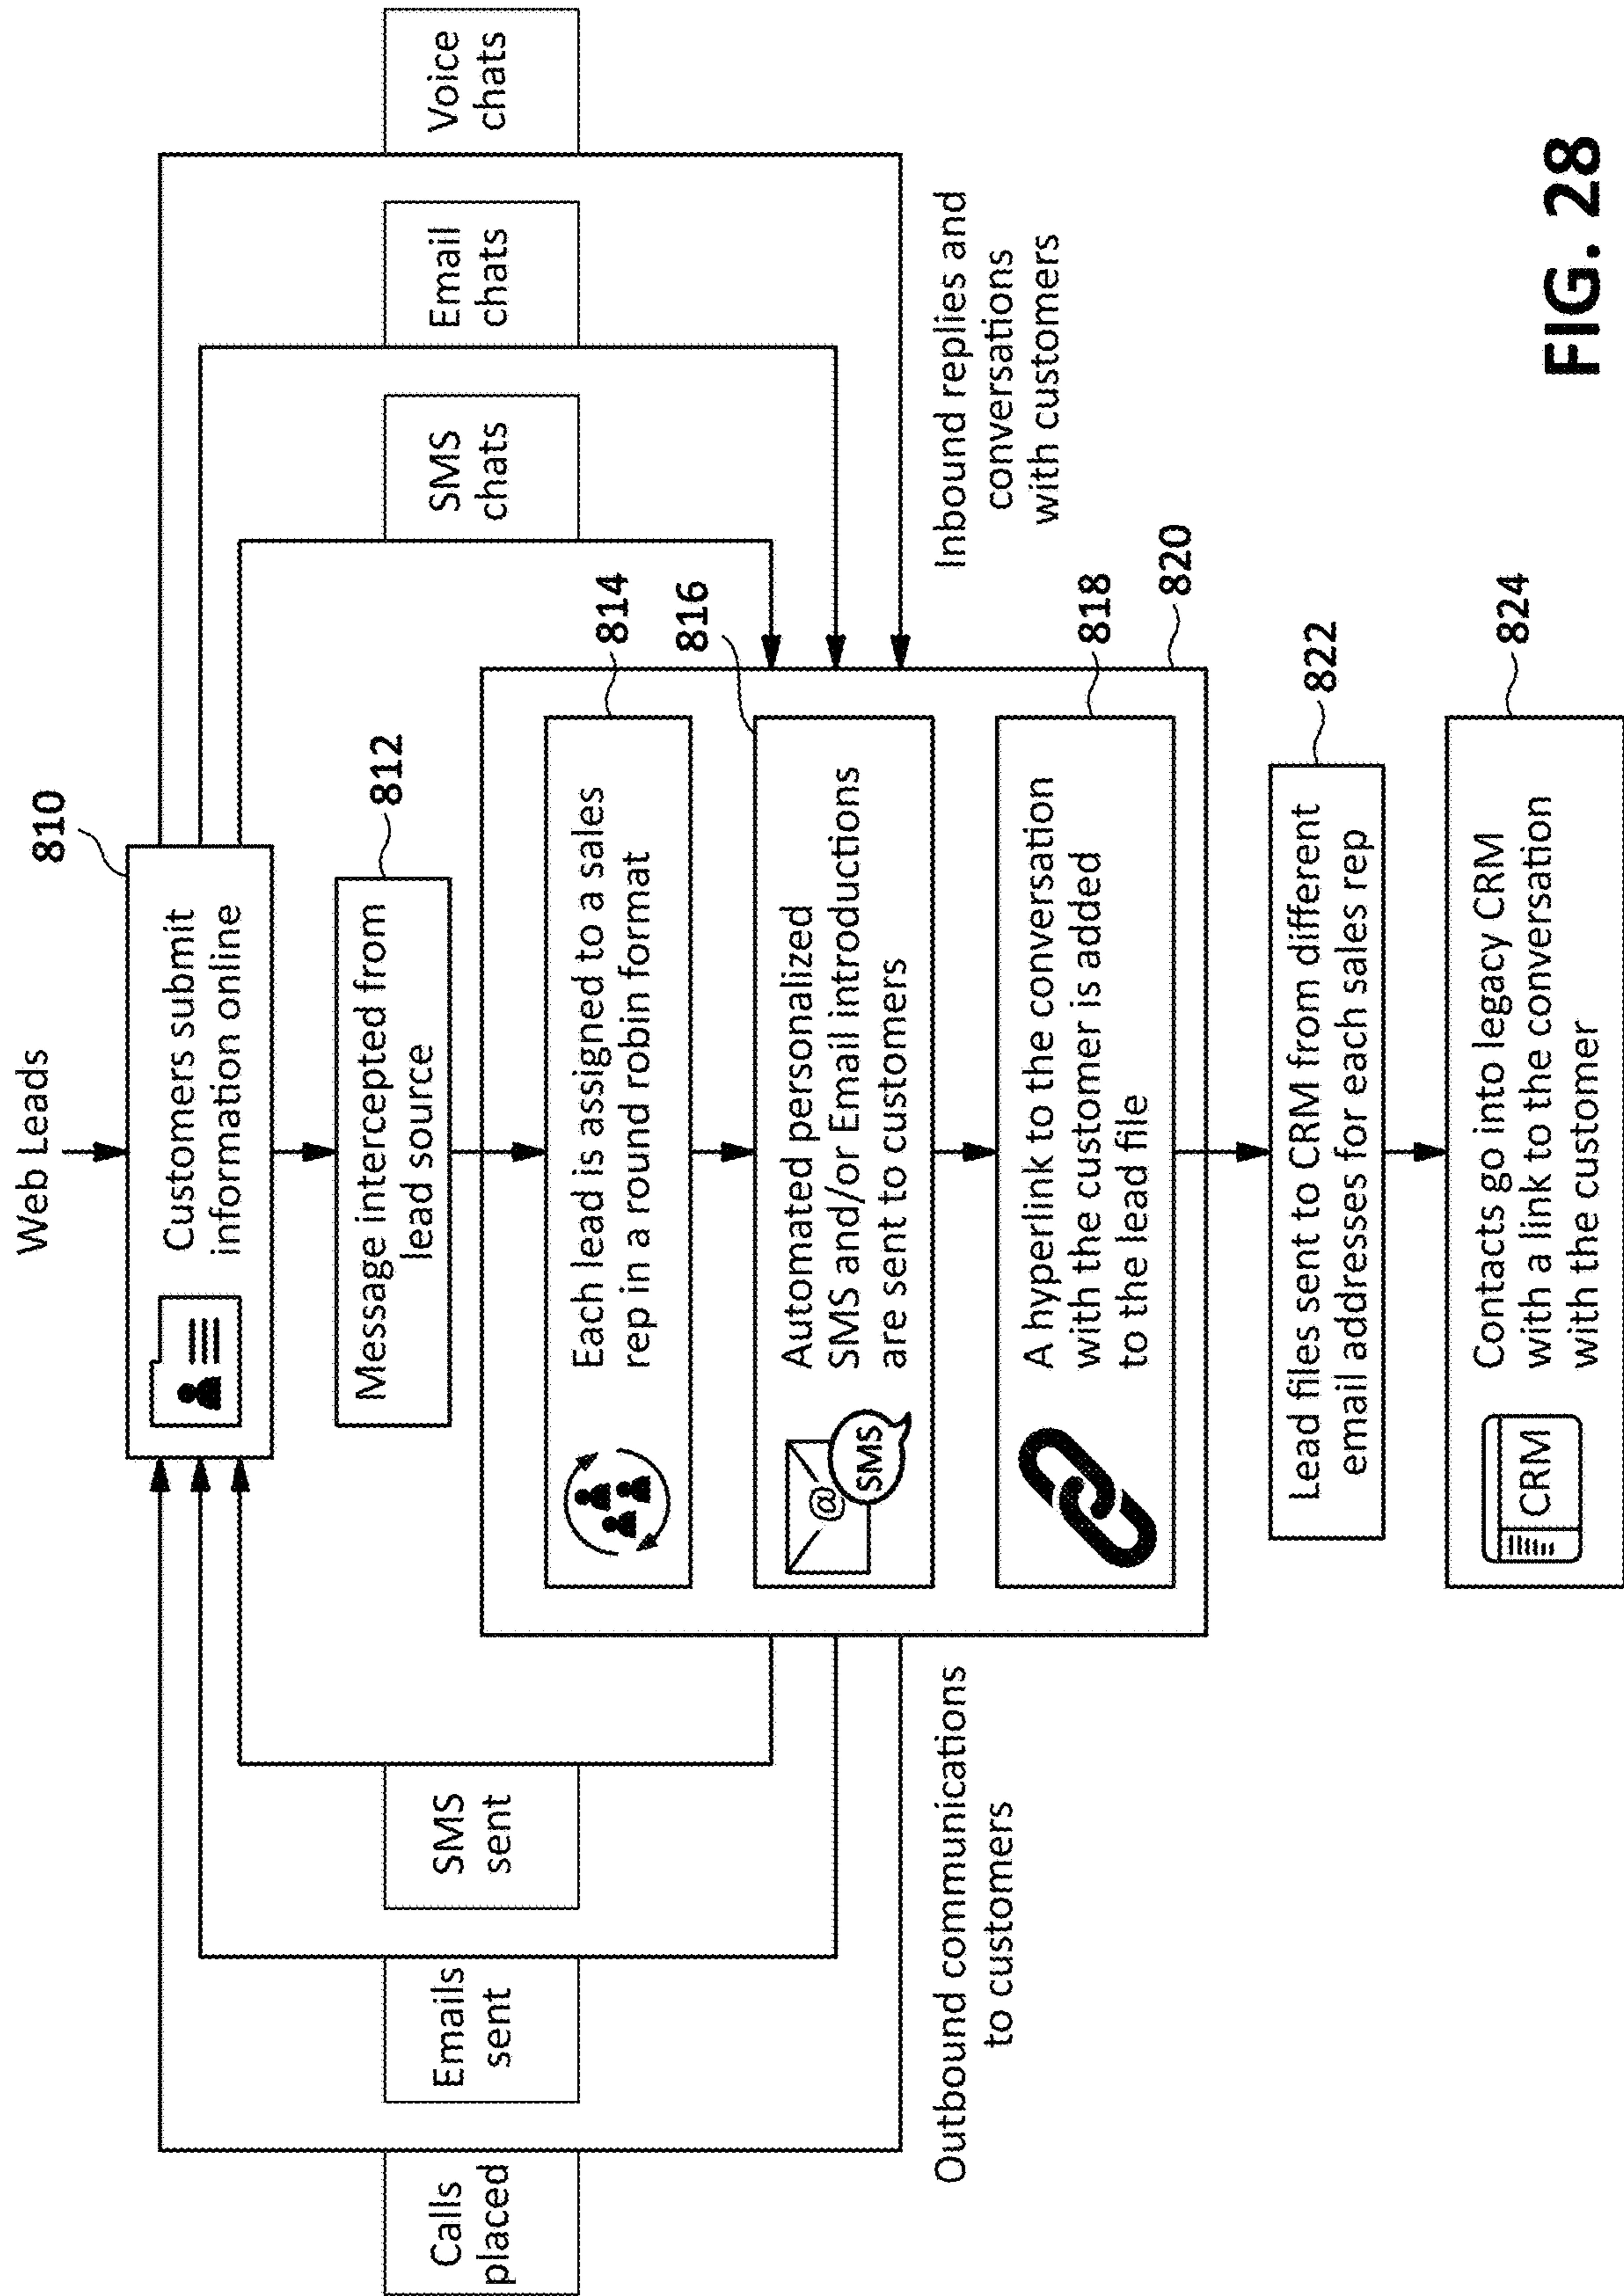 Web Leads
810
Customers submit
information online
812
Message intercepted from
lead source
Calls
placed
Emails
sent
SMS
sent
SMS
chats
Email
chats
Voice
chats
814
Each lead is assigned to a sales
rep in a round robin format
816
Automated personalized
SMS and/or Email introductions
are sent to customers
@
SMS
818
A hyperlink to the conversation
with the customer is added
to the lead file
820
Outbound communications
to customers
Inbound replies and
conversations
with customers
822
Lead files sent to CRM from different
email addresses for each sales rep
824
CRM
Contacts go into legacy CRM
with a link to the conversation
with the customer
FIG. 28